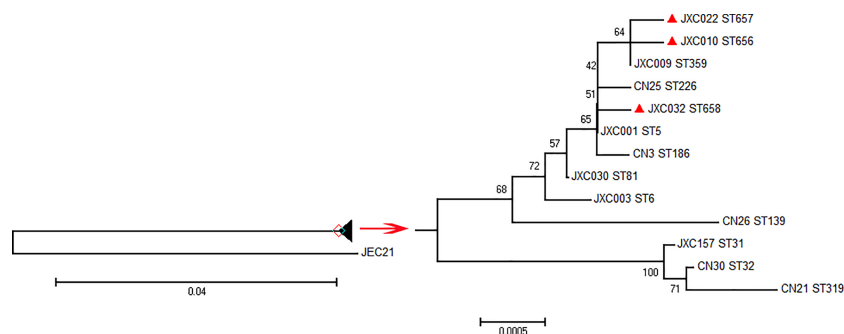 JXC022 ST657
64
JXC010 ST656
JXC009 ST359
42
CN25 ST226
51
JXC032 ST658
65
JXC001 ST5
57
CN3 ST186
72
JXC030 ST81
68
JXC003 ST6
CN26 ST139
JXC157 ST31
JEC21
100
CN30 ST32
71
CN21 ST319
0.04
0.0005